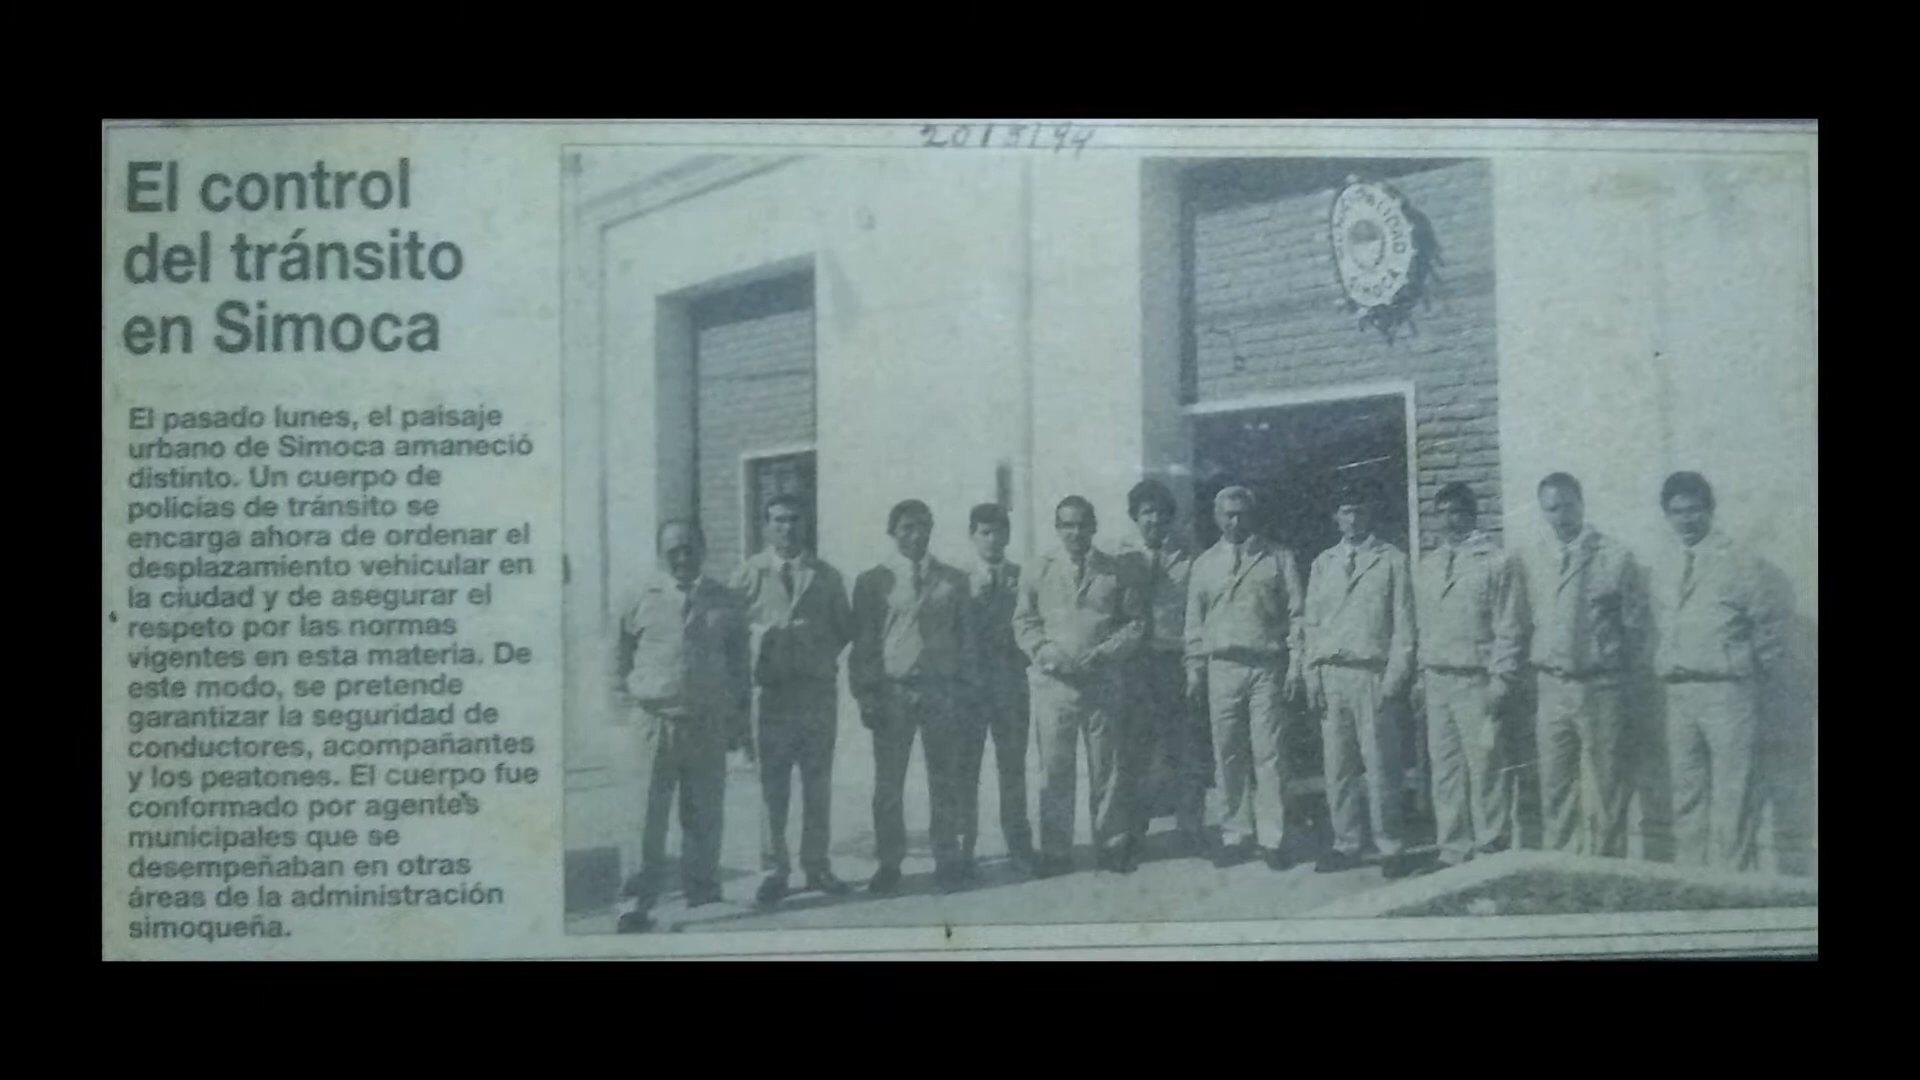 20/5/94
El control
del tránsito
en Simoca
El pasado lunes, el paisaje
urbano de Simoca amaneció
distinto. Un cuerpo de
policías de tránsito se
encarga ahora de ordenar el
desplazamiento vehicular en
la ciudad y de asegurar el
respeto por las normas
vigentes en esta materia. De
este modo, se pretende
garantizar la seguridad de
conductores, acompañantes
y los peatones. El cuerpo fue
conformado por agentes
municipales que se
desempeñaban en otras
áreas de la administración
simoqueña.
SIMOCA